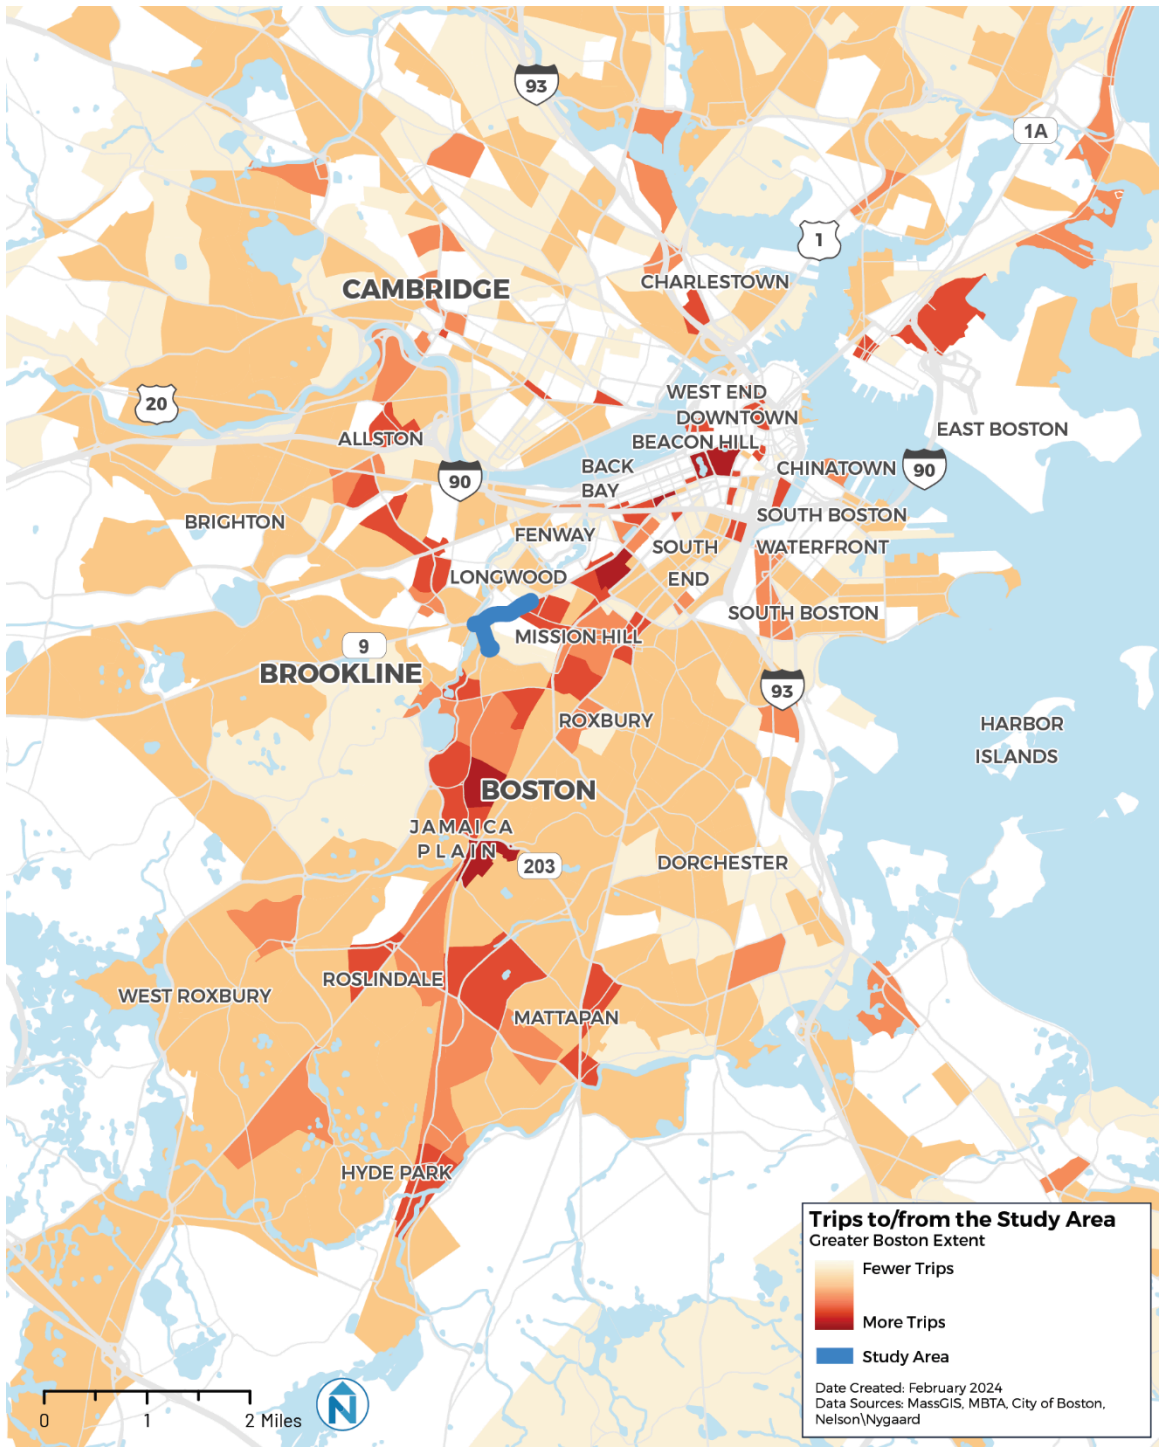 93
1A
1
CHARLESTOWN
CAMBRIDGE
20
WEST END
DOWNTOWN
ALLSTON
BEACON HILL
EAST BOSTON
BACK
BAY
90
CHINATOWN
90
BRIGHTON
SOUTH BOSTON
WATERFRONT
FENWAY
SOUTH
END
LONGWOOD
SOUTH BOSTON
MISSION HILL
9
BROOKLINE
93
ROXBURY
HARBOR
ISLANDS
BOSTON
JAMAICA
PLAIN
203
DORCHESTER
ROSLINDALE
WEST ROXBURY
MATTAPAN
HYDE PARK
Trips to/from the Study Area
Greater Boston Extent
Fewer Trips
More Trips
Study Area
Date Created: February 2024
Data Sources: MassGIS, MBTA, City of Boston,
Nelson\Nygaard
0 1 2 Miles
N